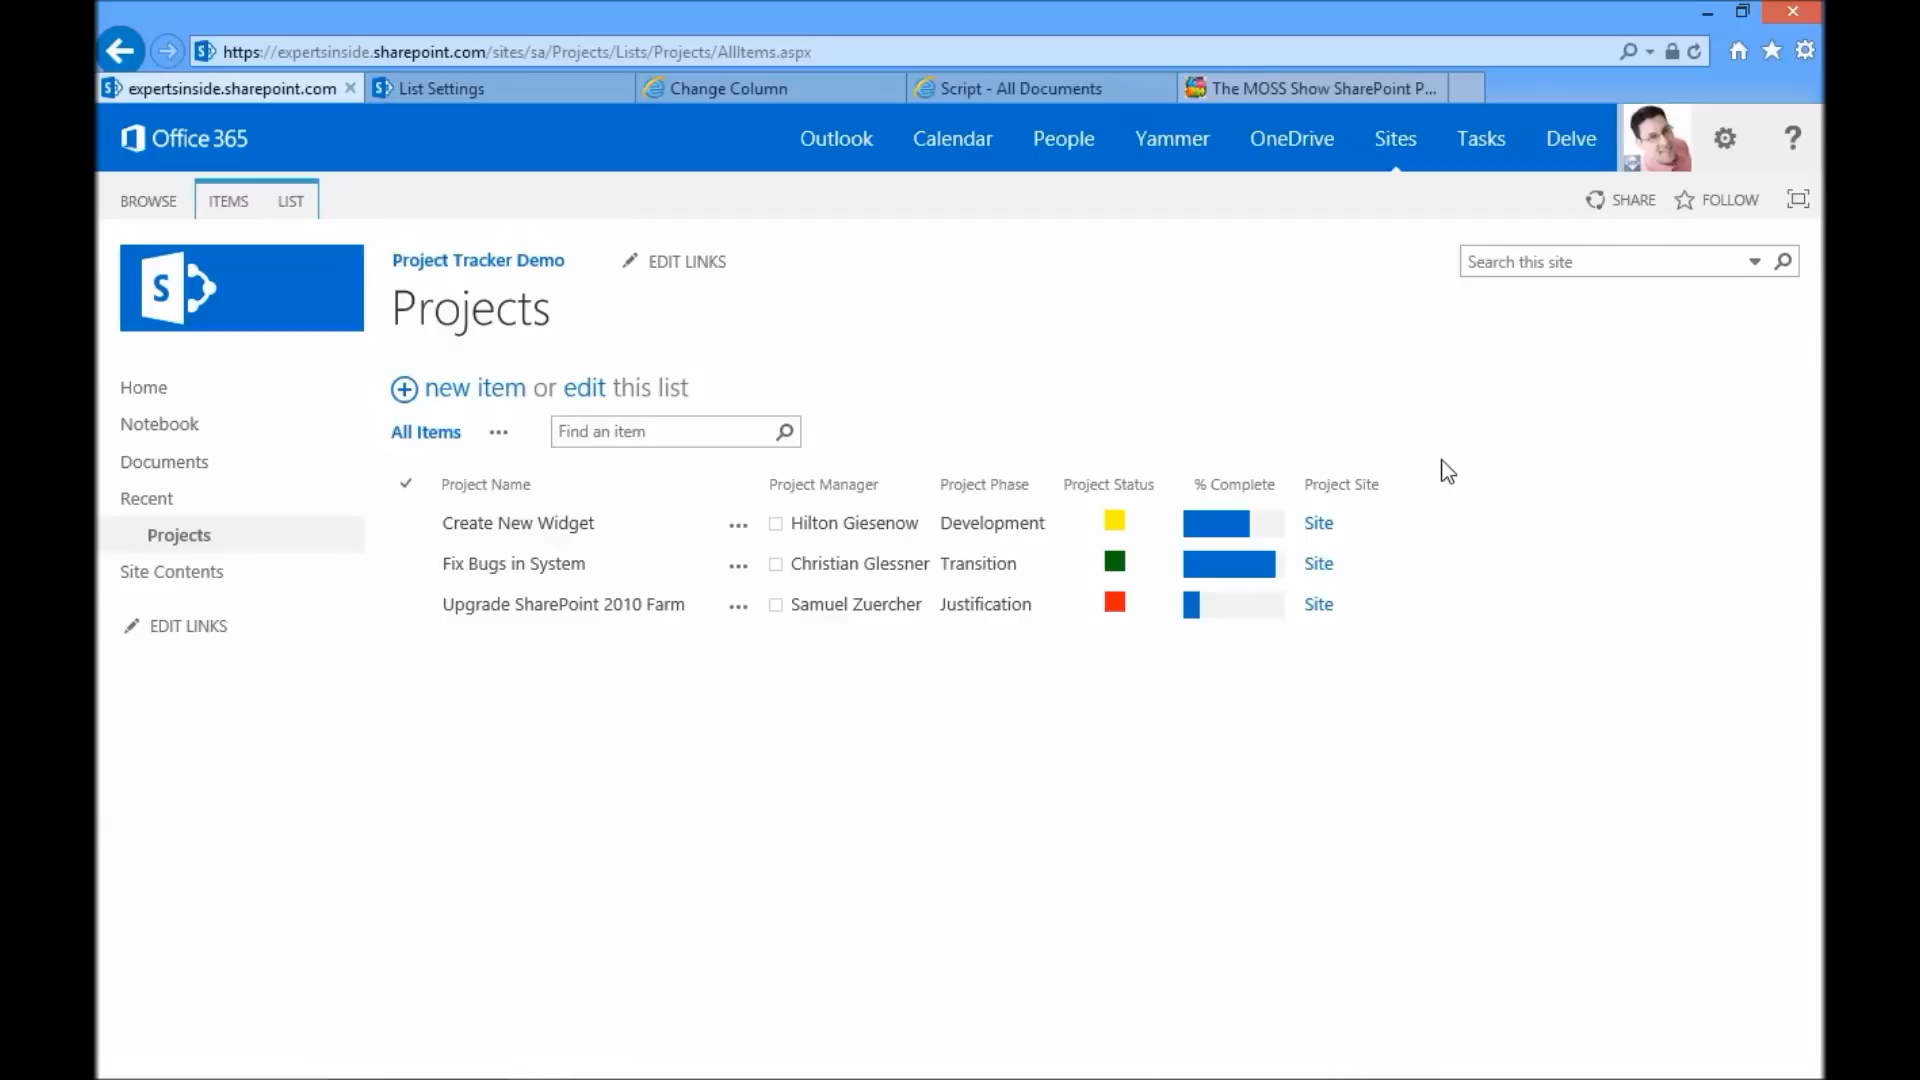 https://expertsinside.sharepoint.com/sites/sa/Projects/Lists/Projects/AllItems.aspx
expertsinside.sharepoint.com List Settings Change Column Script - All Documents The MOSS Show SharePoint P...
Office 365 Outlook Calendar People Yammer OneDrive Sites Tasks Delve ?
BROWSE ITEMS LIST SHARE FOLLOW
S
Project Tracker Demo EDIT LINKS Search this site
Projects
Home
Notebook
Documents
Recent
Projects
Site Contents
EDIT LINKS
new item or edit this list
All Items ... Find an item
Project Name Project Manager Project Phase Project Status % Complete Project Site
Create New Widget ... Hilton Giesenow Development Site
Fix Bugs in System ... Christian Glessner Transition Site
Upgrade SharePoint 2010 Farm ... Samuel Zuercher Justification Site